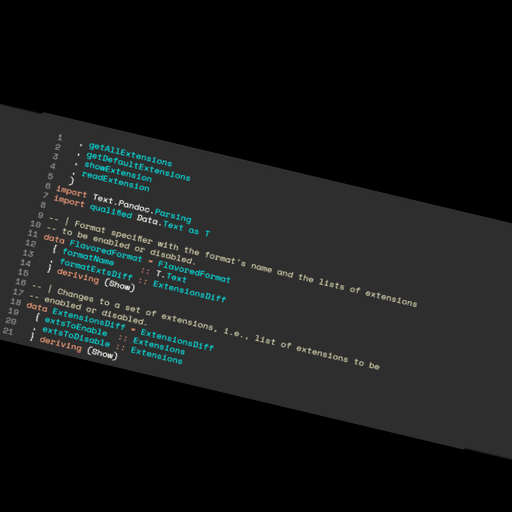 1 , getAllExtensions
2 , getDefaultExtensions
3 , showExtension
4 , readExtension
5 )
6 import Text.Pandoc.Parsing
7 import qualified Data.Text as T
8
9 -- | Format specifier with the format's name and the lists of extensions
10 -- to be enabled or disabled.
11 data FlavoredFormat = FlavoredFormat
12 { formatName :: T.Text
13 , formatExtsDiff :: ExtensionsDiff
14 } deriving (Show)
15
16 -- | Changes to a set of extensions, i.e., list of extensions to be
17 -- enabled or disabled.
18 data ExtensionsDiff = ExtensionsDiff
19 { extsToEnable :: Extensions
20 , extsToDisable :: Extensions
21 } deriving (Show)